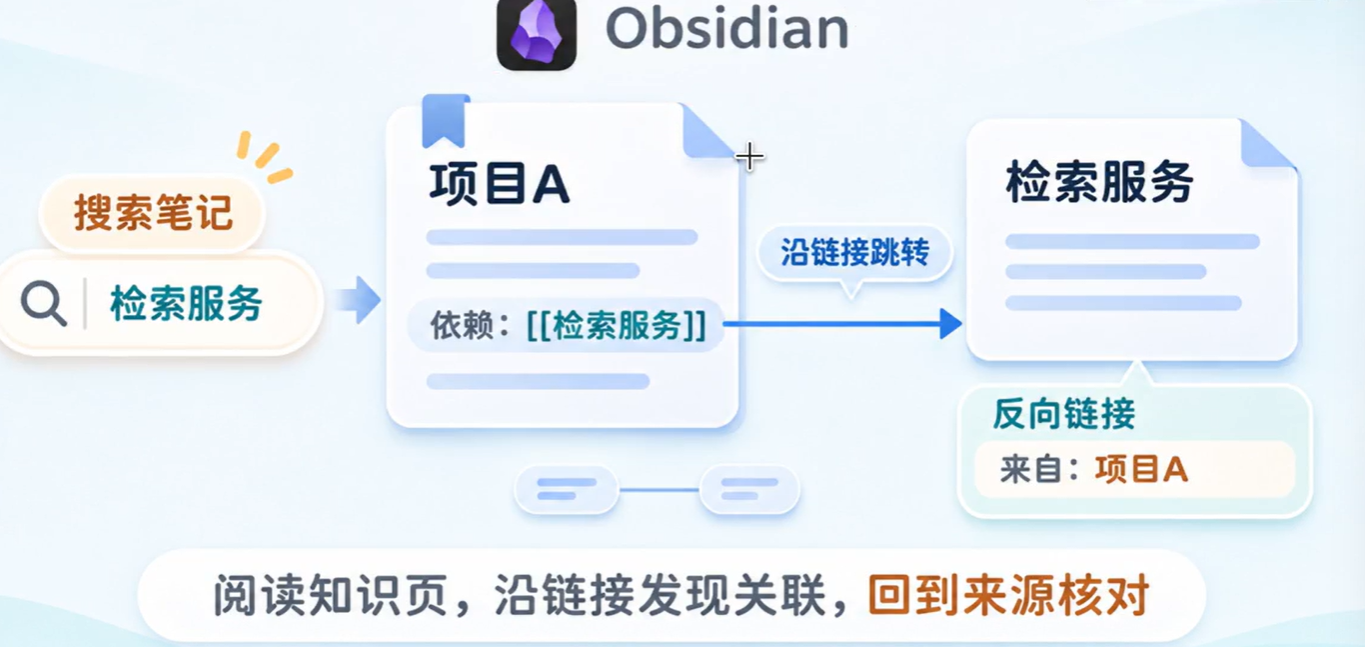 Obsidian
搜索笔记
检索服务
项目A
依赖：[[检索服务]]
沿链接跳转
检索服务
反向链接
来自：项目A
阅读知识页，沿链接发现关联，回到来源核对